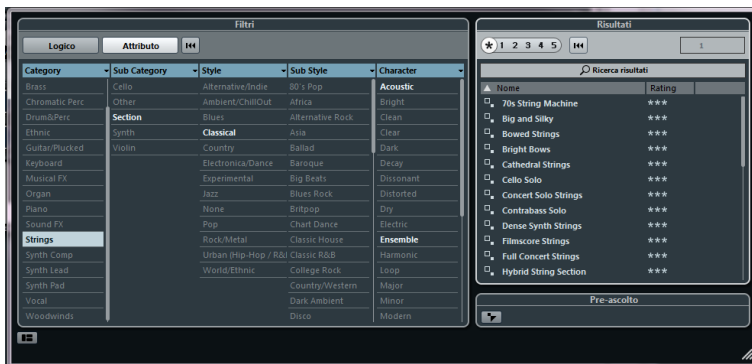 Filtri
Logico Attributo
Category Sub Category Style Sub Style Character
Brass Cello Alternative/Indie 80's Pop Acoustic
Chromatic Perc Other Ambient/ChillOut Africa Bright
Drum&Perc Section Blues Alternative Rock Clean
Ethnic Synth Classical Asia Clear
Guitar/Plucked Violin Country Ballad Dark
Keyboard Electronica/Dance Baroque Decay
Musical FX Experimental Big Beats Dissonant
Organ Jazz Blues Rock Distorted
Piano None Britpop Dry
Sound FX Pop Chart Dance Electric
Strings Rock/Metal Classic House Ensemble
Synth Comp Urban (Hip-Hop / R& Classic R&B Harmonic
Synth Lead World/Ethnic College Rock Loop
Synth Pad Country/Western Major
Vocal Dark Ambient Minor
Woodwinds Disco Modern
Risultati
* 1 2 3 4 5 1
Ricerca risultati
Nome Rating
70s String Machine ***
Big and Silky ***
Bowed Strings ***
Bright Bows ***
Cathedral Strings ***
Cello Solo ***
Concert Solo Strings ***
Contrabass Solo ***
Dense Synth Strings ***
Filmscore Strings ***
Full Concert Strings ***
Hybrid String Section ***
Pre-ascolto